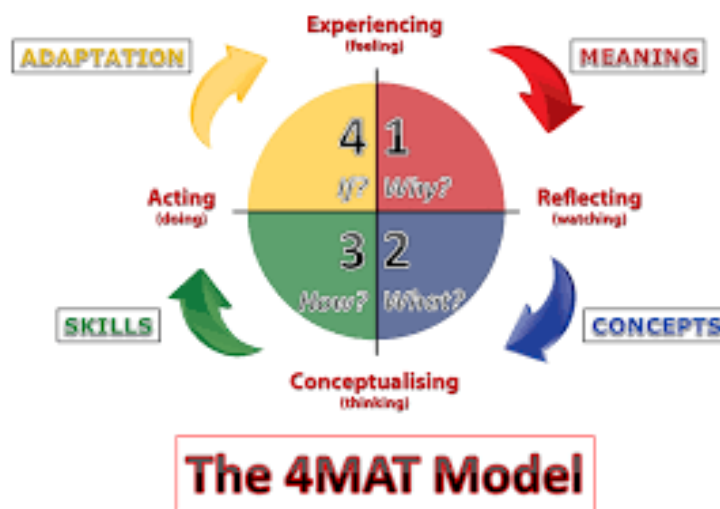 Experiencing
(feeling)
ADAPTATION
MEANING
4 1
If? Why?
Acting
(doing)
Reflecting
(watching)
3 2
How? What?
SKILLS
CONCEPTS
Conceptualising
(thinking)
The 4MAT Model